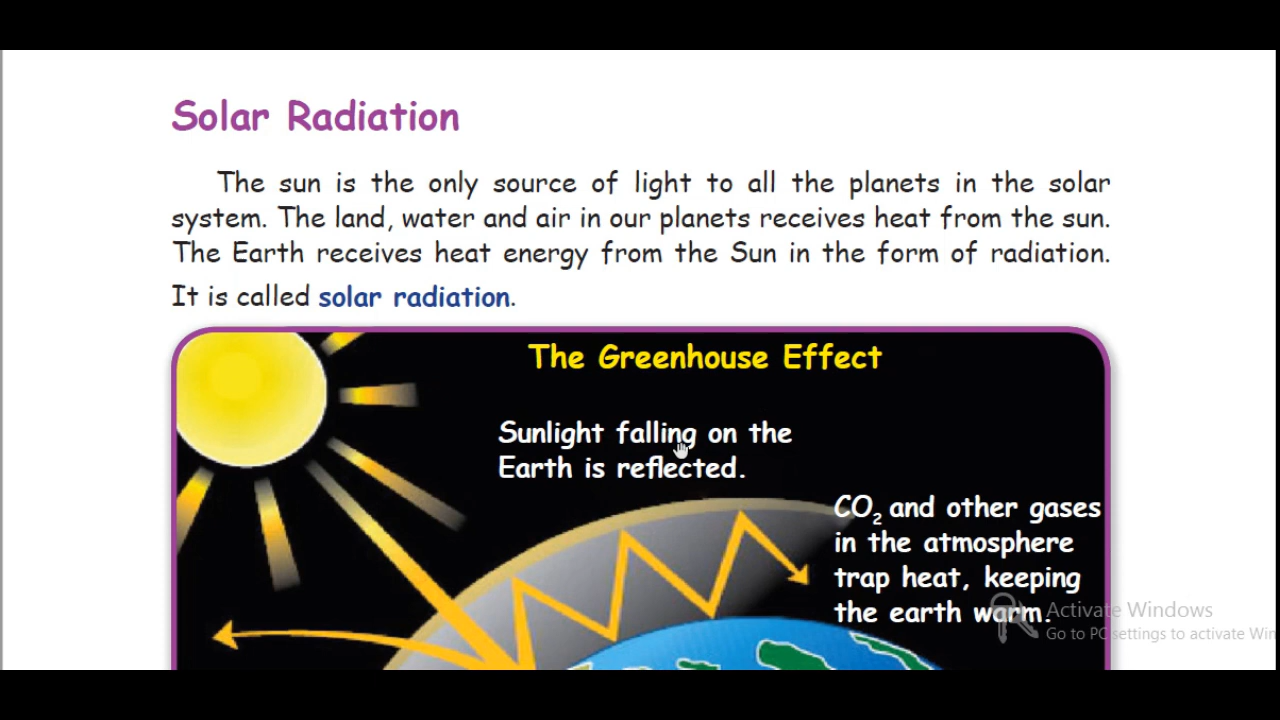 Solar Radiation
The sun is the only source of light to all the planets in the solar
system. The land, water and air in our planets receives heat from the sun.
The Earth receives heat energy from the Sun in the form of radiation.
It is called solar radiation.
The Greenhouse Effect
Sunlight falling on the
Earth is reflected.
CO₂ and other gases
in the atmosphere
trap heat, keeping
the earth warm.
Activate Windows
Go to PC settings to activate Win